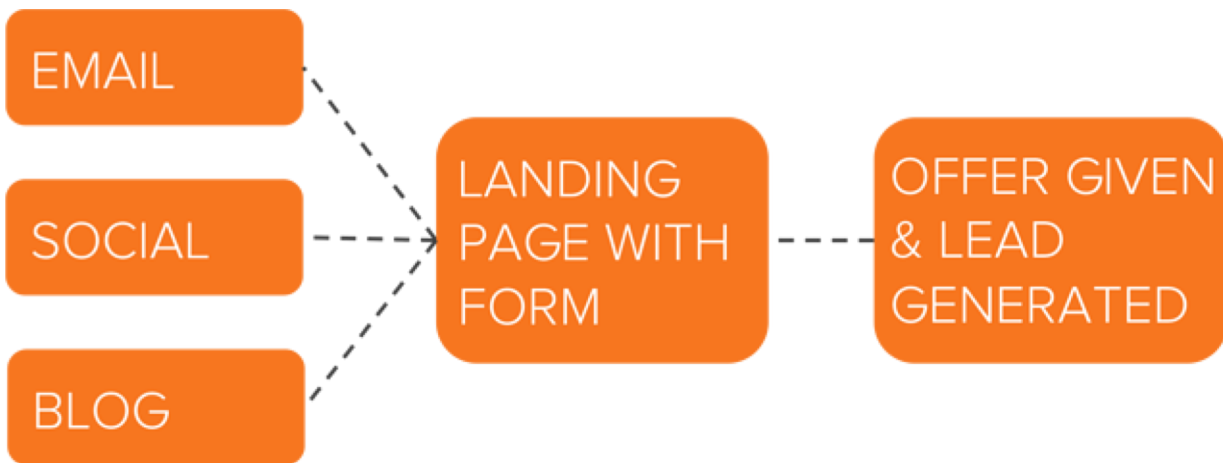 EMAIL
SOCIAL
BLOG
LANDING
PAGE WITH
FORM
OFFER GIVEN
& LEAD
GENERATED